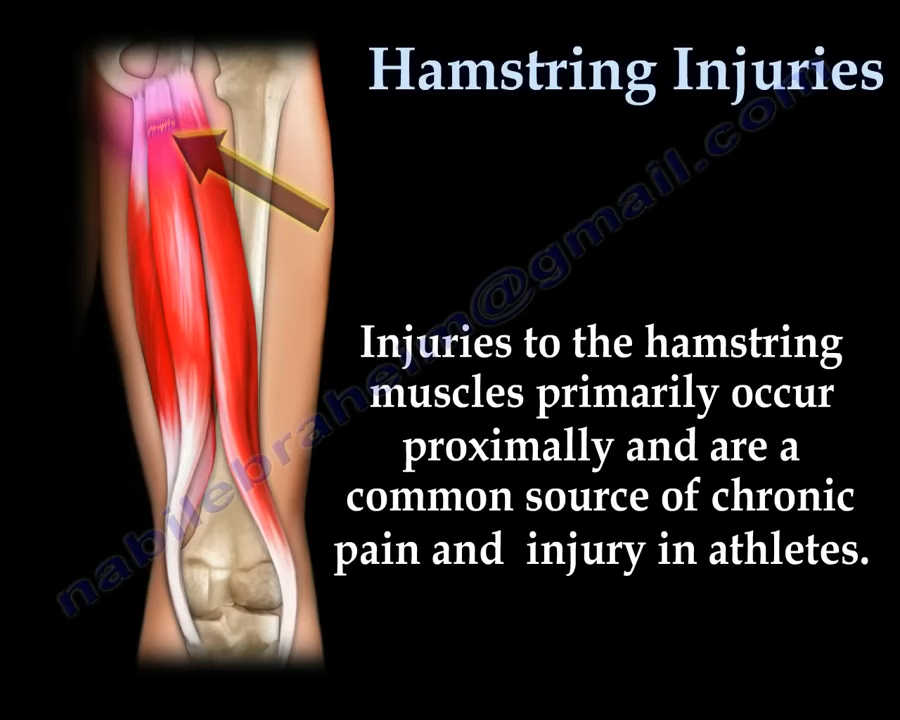 Hamstring Injuries
Injuries to the hamstring
muscles primarily occur
proximally and are a
common source of chronic
pain and  injury in athletes.
nabilebraheim@gmail.com